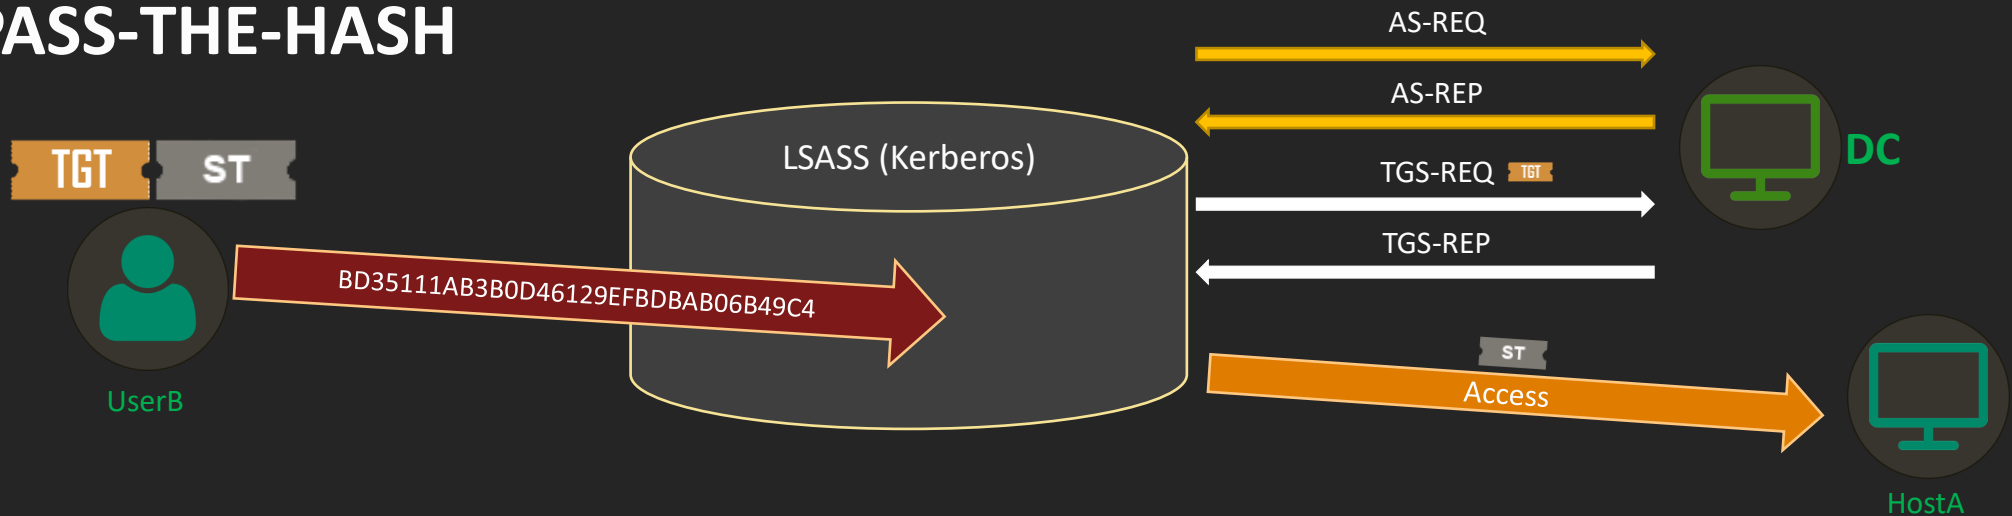 PASS-THE-HASH
AS-REQ
AS-REP
DC
TGT
ST
LSASS (Kerberos)
TGS-REQ TGT
TGS-REP
BD35111AB3B0D46129EFBDBAB06B49C4
ST
Access
UserB
HostA